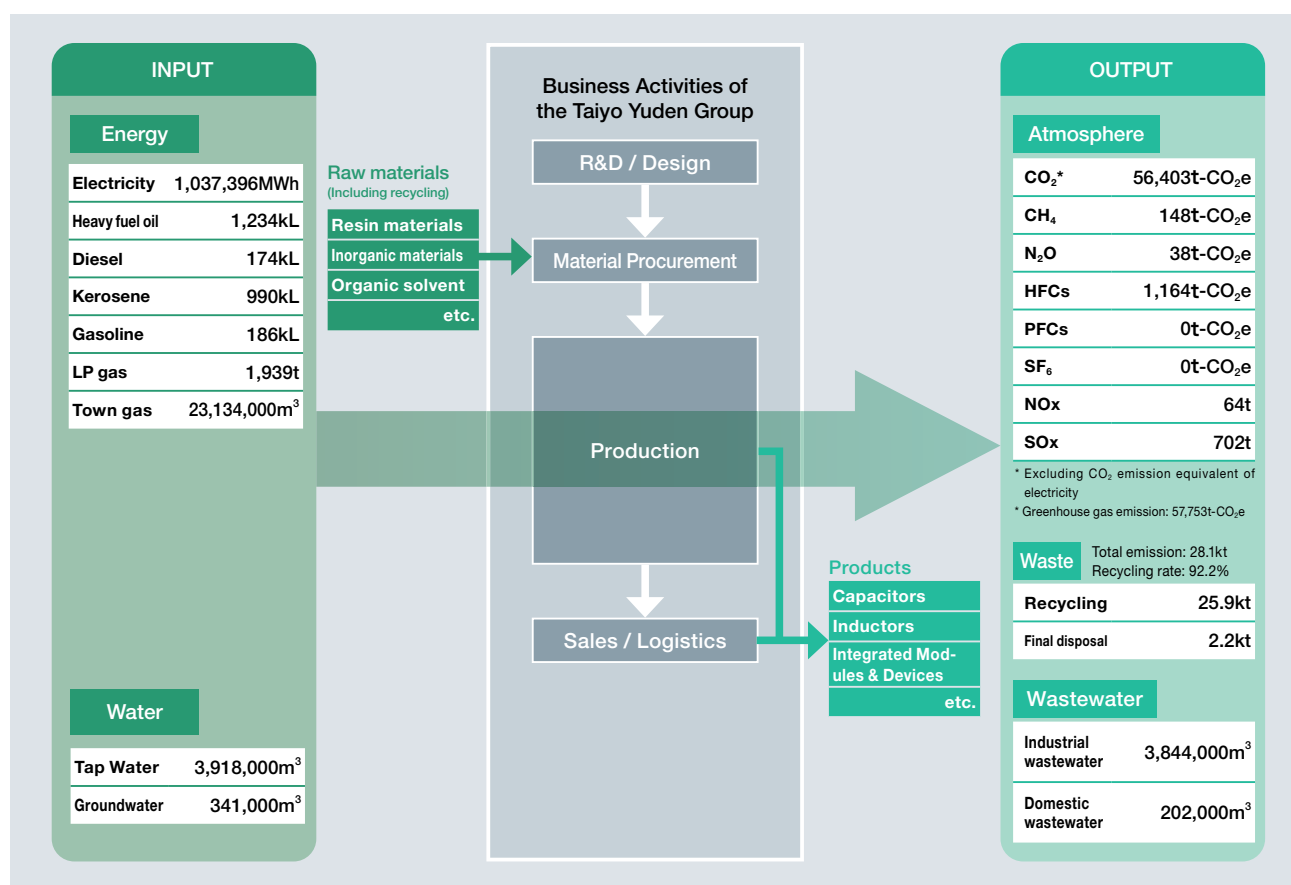 INPUT
Energy
Electricity 1,037,396MWh
Heavy fuel oil 1,234kL
Diesel 174kL
Kerosene 990kL
Gasoline 186kL
LP gas 1,939t
Town gas 23,134,000m³
Water
Tap Water 3,918,000m³
Groundwater 341,000m³
Raw materials
(Including recycling)
Resin materials
Inorganic materials
Organic solvent
etc.
Business Activities of
the Taiyo Yuden Group
R&D / Design
Material Procurement
Production
Sales / Logistics
Products
Capacitors
Inductors
Integrated Mod-
ules & Devices
etc.
OUTPUT
Atmosphere
CO₂* 56,403t-CO₂e
CH₄ 148t-CO₂e
N₂O 38t-CO₂e
HFCs 1,164t-CO₂e
PFCs 0t-CO₂e
SF₆ 0t-CO₂e
NOx 64t
SOx 702t
* Excluding CO₂ emission equivalent of
electricity
* Greenhouse gas emission: 57,753t-CO₂e
Waste
Total emission: 28.1kt
Recycling rate: 92.2%
Recycling 25.9kt
Final disposal 2.2kt
Wastewater
Industrial
wastewater 3,844,000m³
Domestic
wastewater 202,000m³